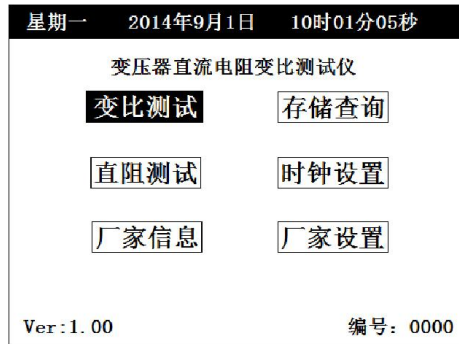 星期一 2014年9月1日 10时01分05秒
变压器直流电阻变比测试仪
变比测试 存储查询
直阻测试 时钟设置
厂家信息 厂家设置
Ver:1.00 编号：0000